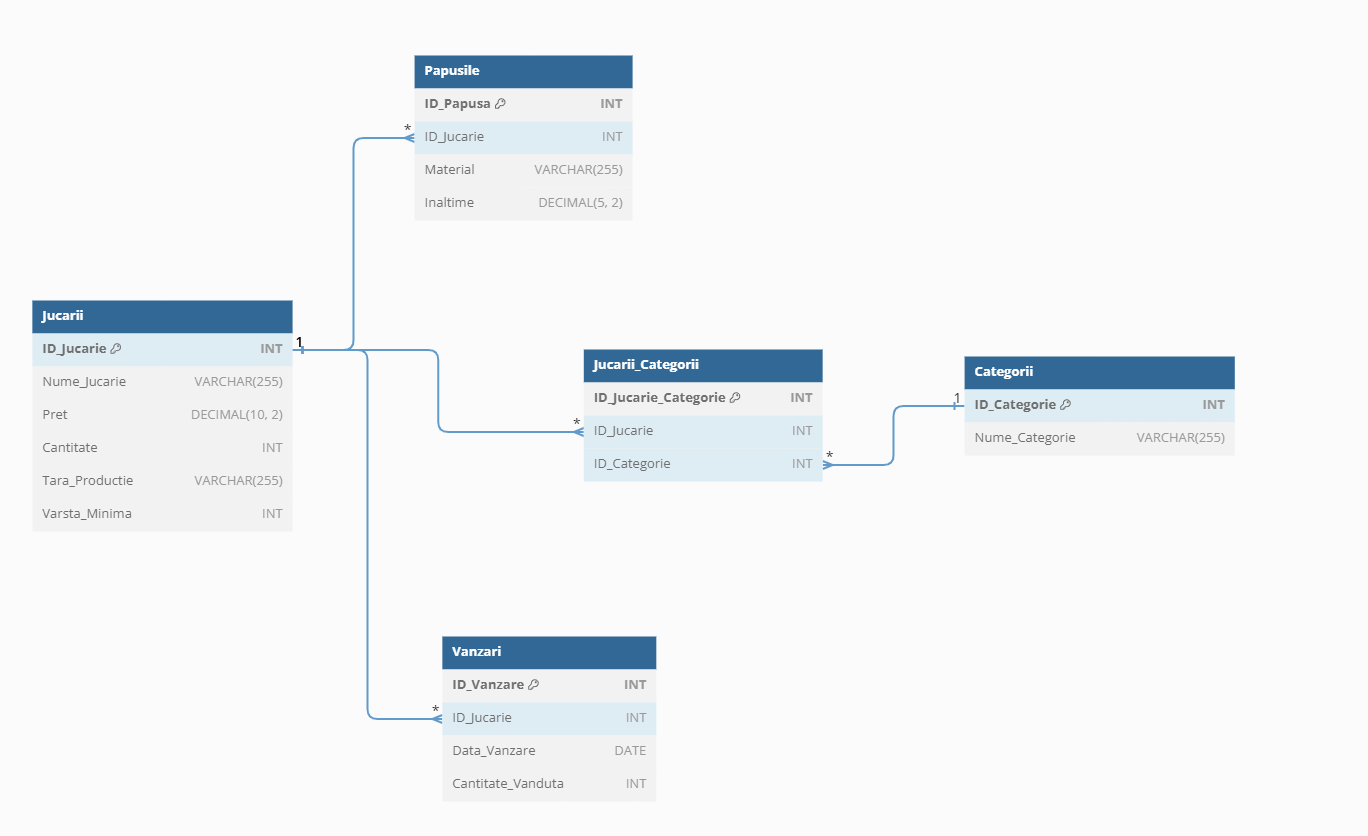 Papusile
ID_Papusa INT
* ID_Jucarie INT
Material VARCHAR(255)
Inaltime DECIMAL(5, 2)
Jucarii
ID_Jucarie INT 1
Nume_Jucarie VARCHAR(255)
Pret DECIMAL(10, 2)
Cantitate INT
Tara_Productie VARCHAR(255)
Varsta_Minima INT
Jucarii_Categorii
ID_Jucarie_Categorie INT
* ID_Jucarie INT
ID_Categorie INT *
Categorii
1 ID_Categorie INT
Nume_Categorie VARCHAR(255)
Vanzari
ID_Vanzare INT
* ID_Jucarie INT
Data_Vanzare DATE
Cantitate_Vanduta INT